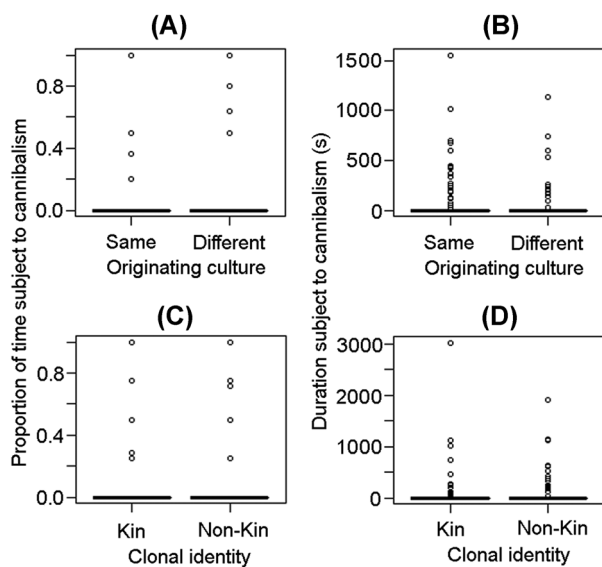 (A)
(B)
Proportion of time subject to cannibalism
0.8
0.4
0.0
Same Different
Originating culture
Duration subject to cannibalism (s)
1500
500
0
Same Different
Originating culture
(C)
(D)
0.8
0.4
0.0
Kin Non-Kin
Clonal identity
3000
2000
1000
0
Kin Non-Kin
Clonal identity